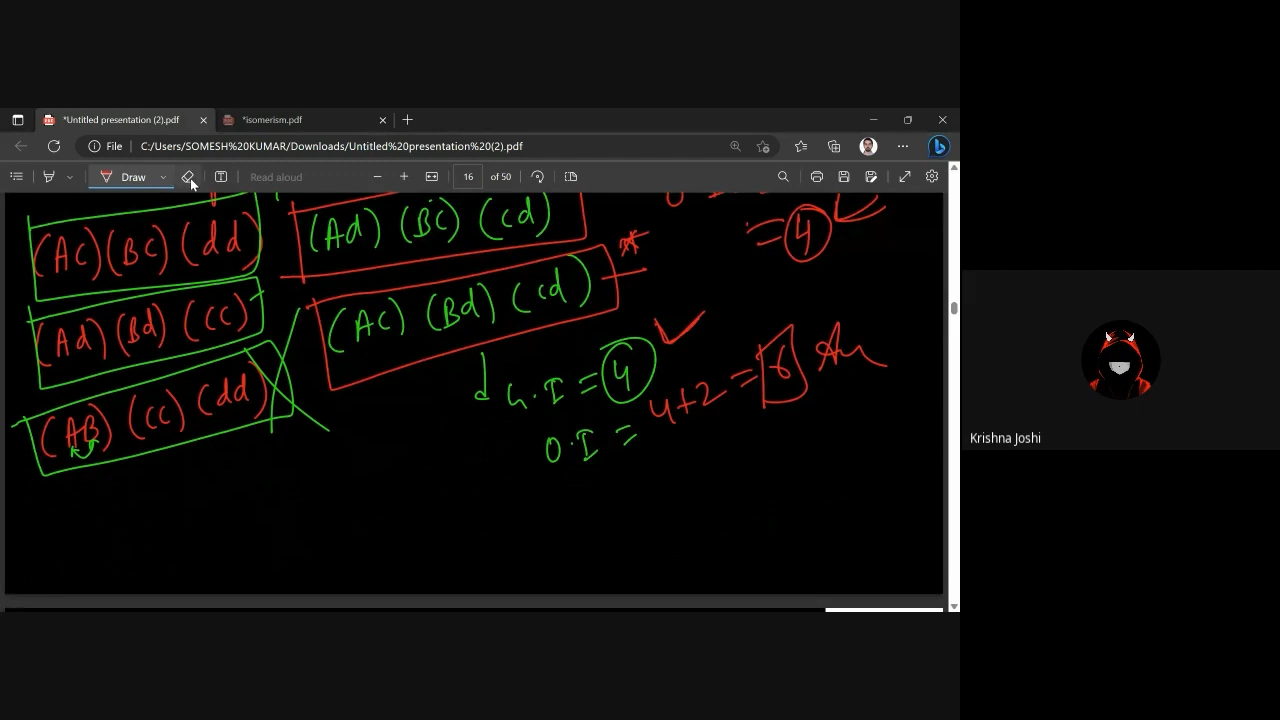 *Untitled presentation (2).pdf
*isomerism.pdf
File
C:/Users/SOMESH%20KUMAR/Downloads/Untitled%20presentation%20(2).pdf
Draw
Read aloud
16 of 50
(Ac)(Bc)(dd)
(Ad) (Bc) (cd)
= 4
(Ad)(Bd)(cc)
(Ac) (Bd) (cd)
(AB)(cc)(dd)
G.I = 4
O.I = 4+2 = 6 Au
Krishna Joshi